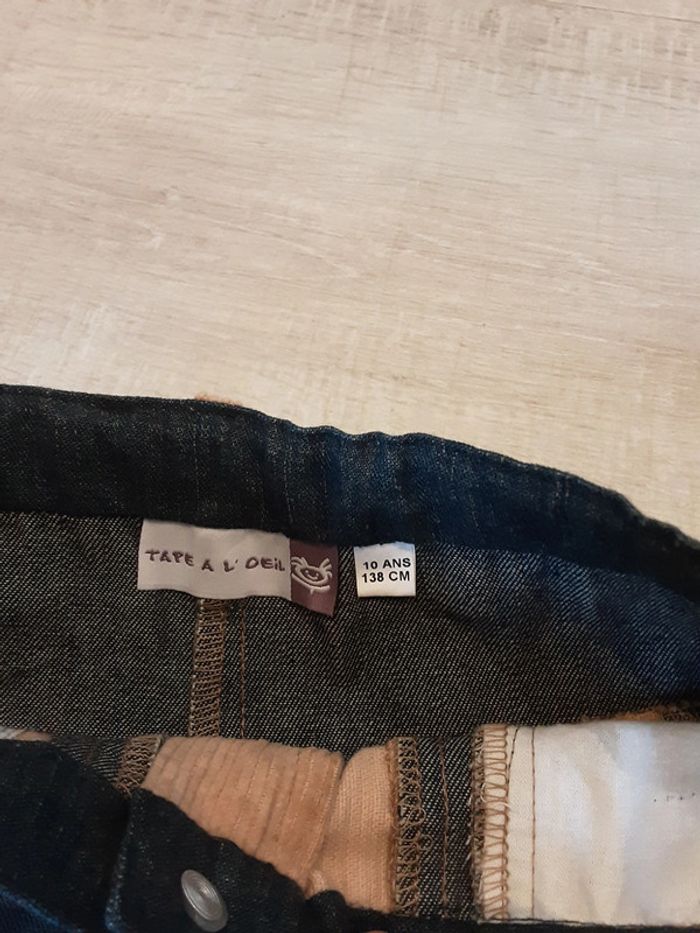 TAPE A L' OEIL
10 ANS
138 CM